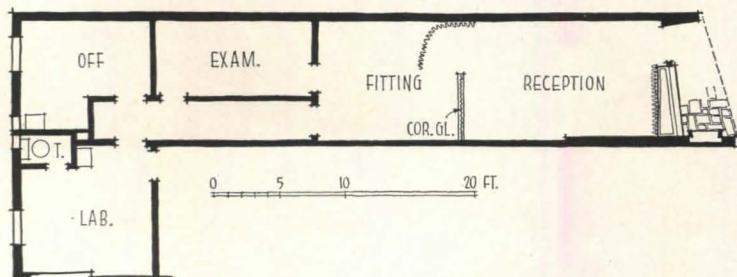 OFF
EXAM.
FITTING
RECEPTION
COR. GL.
T.
LAB.
0 5 10 20 FT.